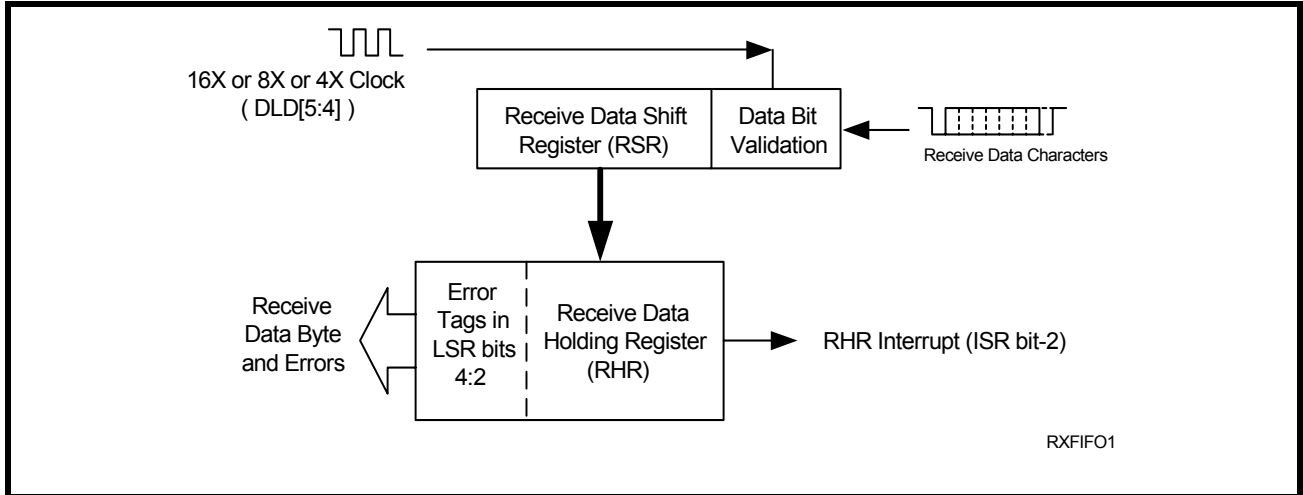 16X or 8X or 4X Clock
( DLD[5:4] )
Receive Data Shift
Register (RSR)
Data Bit
Validation
Receive Data Characters
Receive
Data Byte
and Errors
Error
Tags in
LSR bits
4:2
Receive Data
Holding Register
(RHR)
RHR Interrupt (ISR bit-2)
RXFIFO1